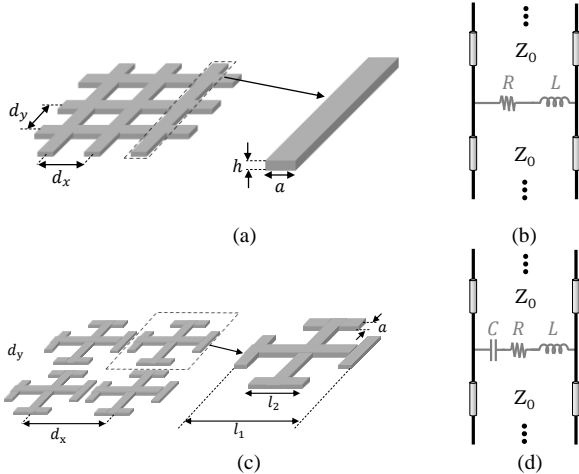 d_y
d_x
h
a
(a)
Z_0
R L
Z_0
(b)
d_y
d_x
a
l_2
l_1
(c)
Z_0
C R L
Z_0
(d)